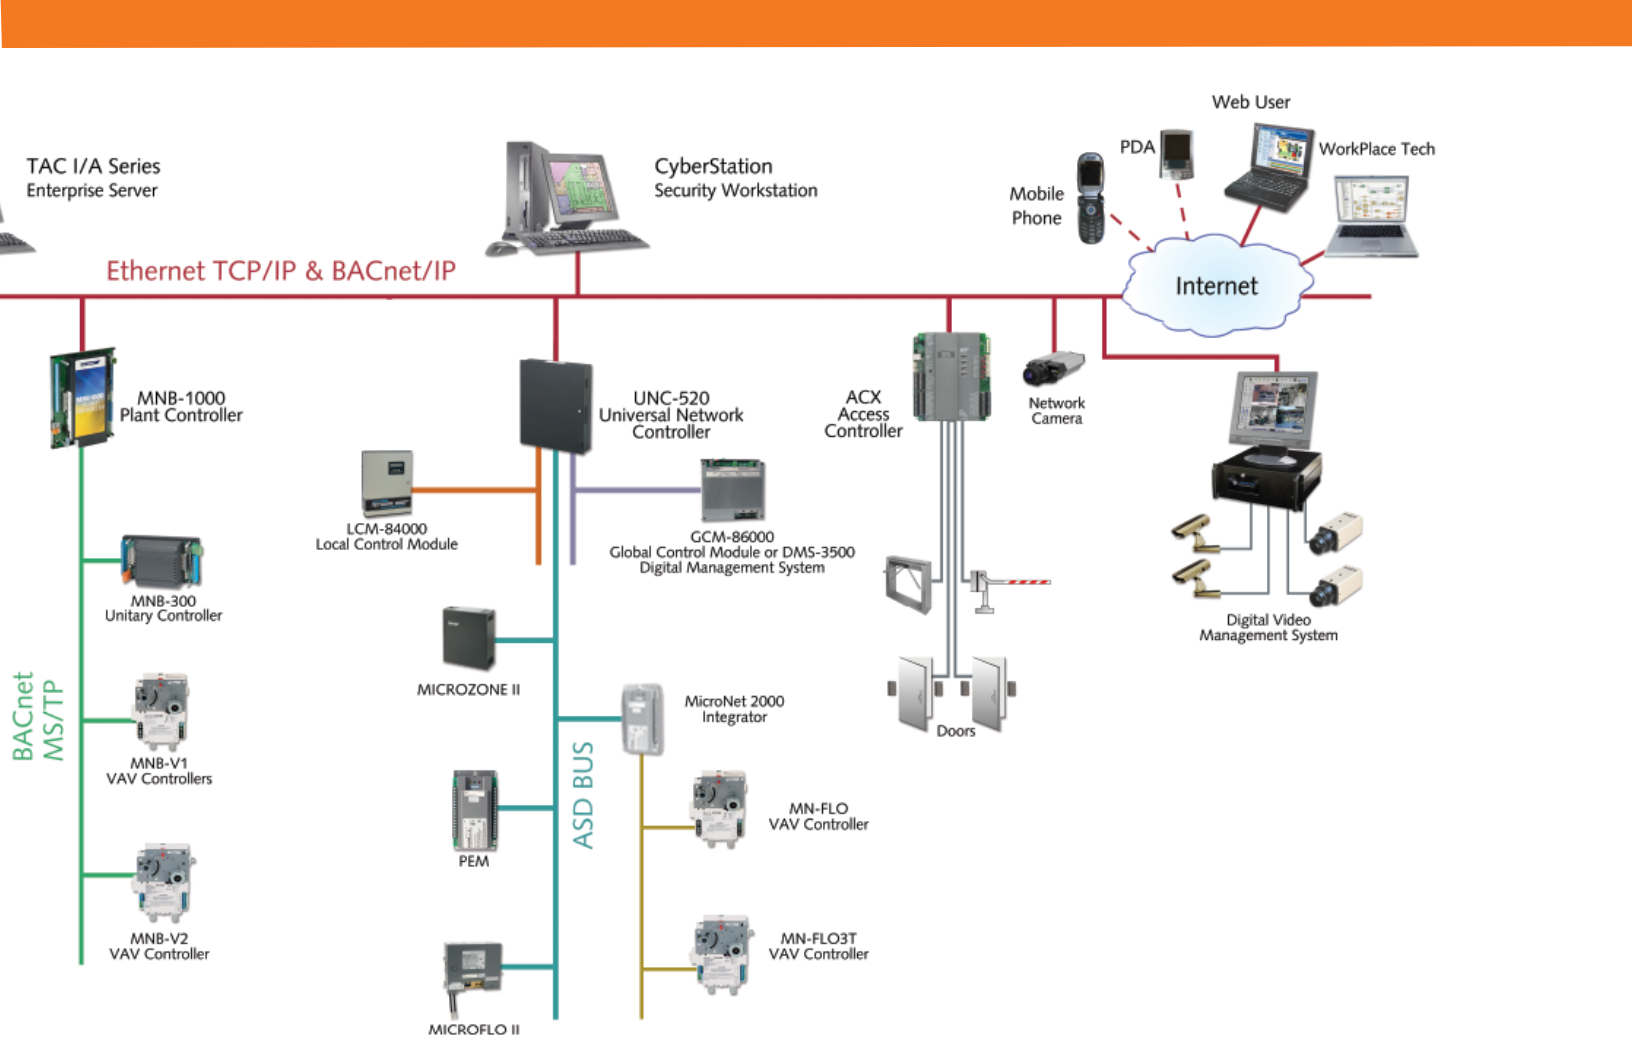 Web User
PDA
WorkPlace Tech
TAC I/A Series
Enterprise Server
CyberStation
Security Workstation
Mobile
Phone
Ethernet TCP/IP & BACnet/IP
Internet
MNB-1000
Plant Controller
UNC-520
Universal Network
Controller
ACX
Access
Controller
Network
Camera
LCM-84000
Local Control Module
GCM-86000
Global Control Module or DMS-3500
Digital Management System
MNB-300
Unitary Controller
Digital Video
Management System
BACnet
MS/TP
MICROZONE II
MicroNet 2000
Integrator
Doors
MNB-V1
VAV Controllers
ASD BUS
MN-FLO
VAV Controller
PEM
MNB-V2
VAV Controller
MN-FLO3T
VAV Controller
MICROFLO II